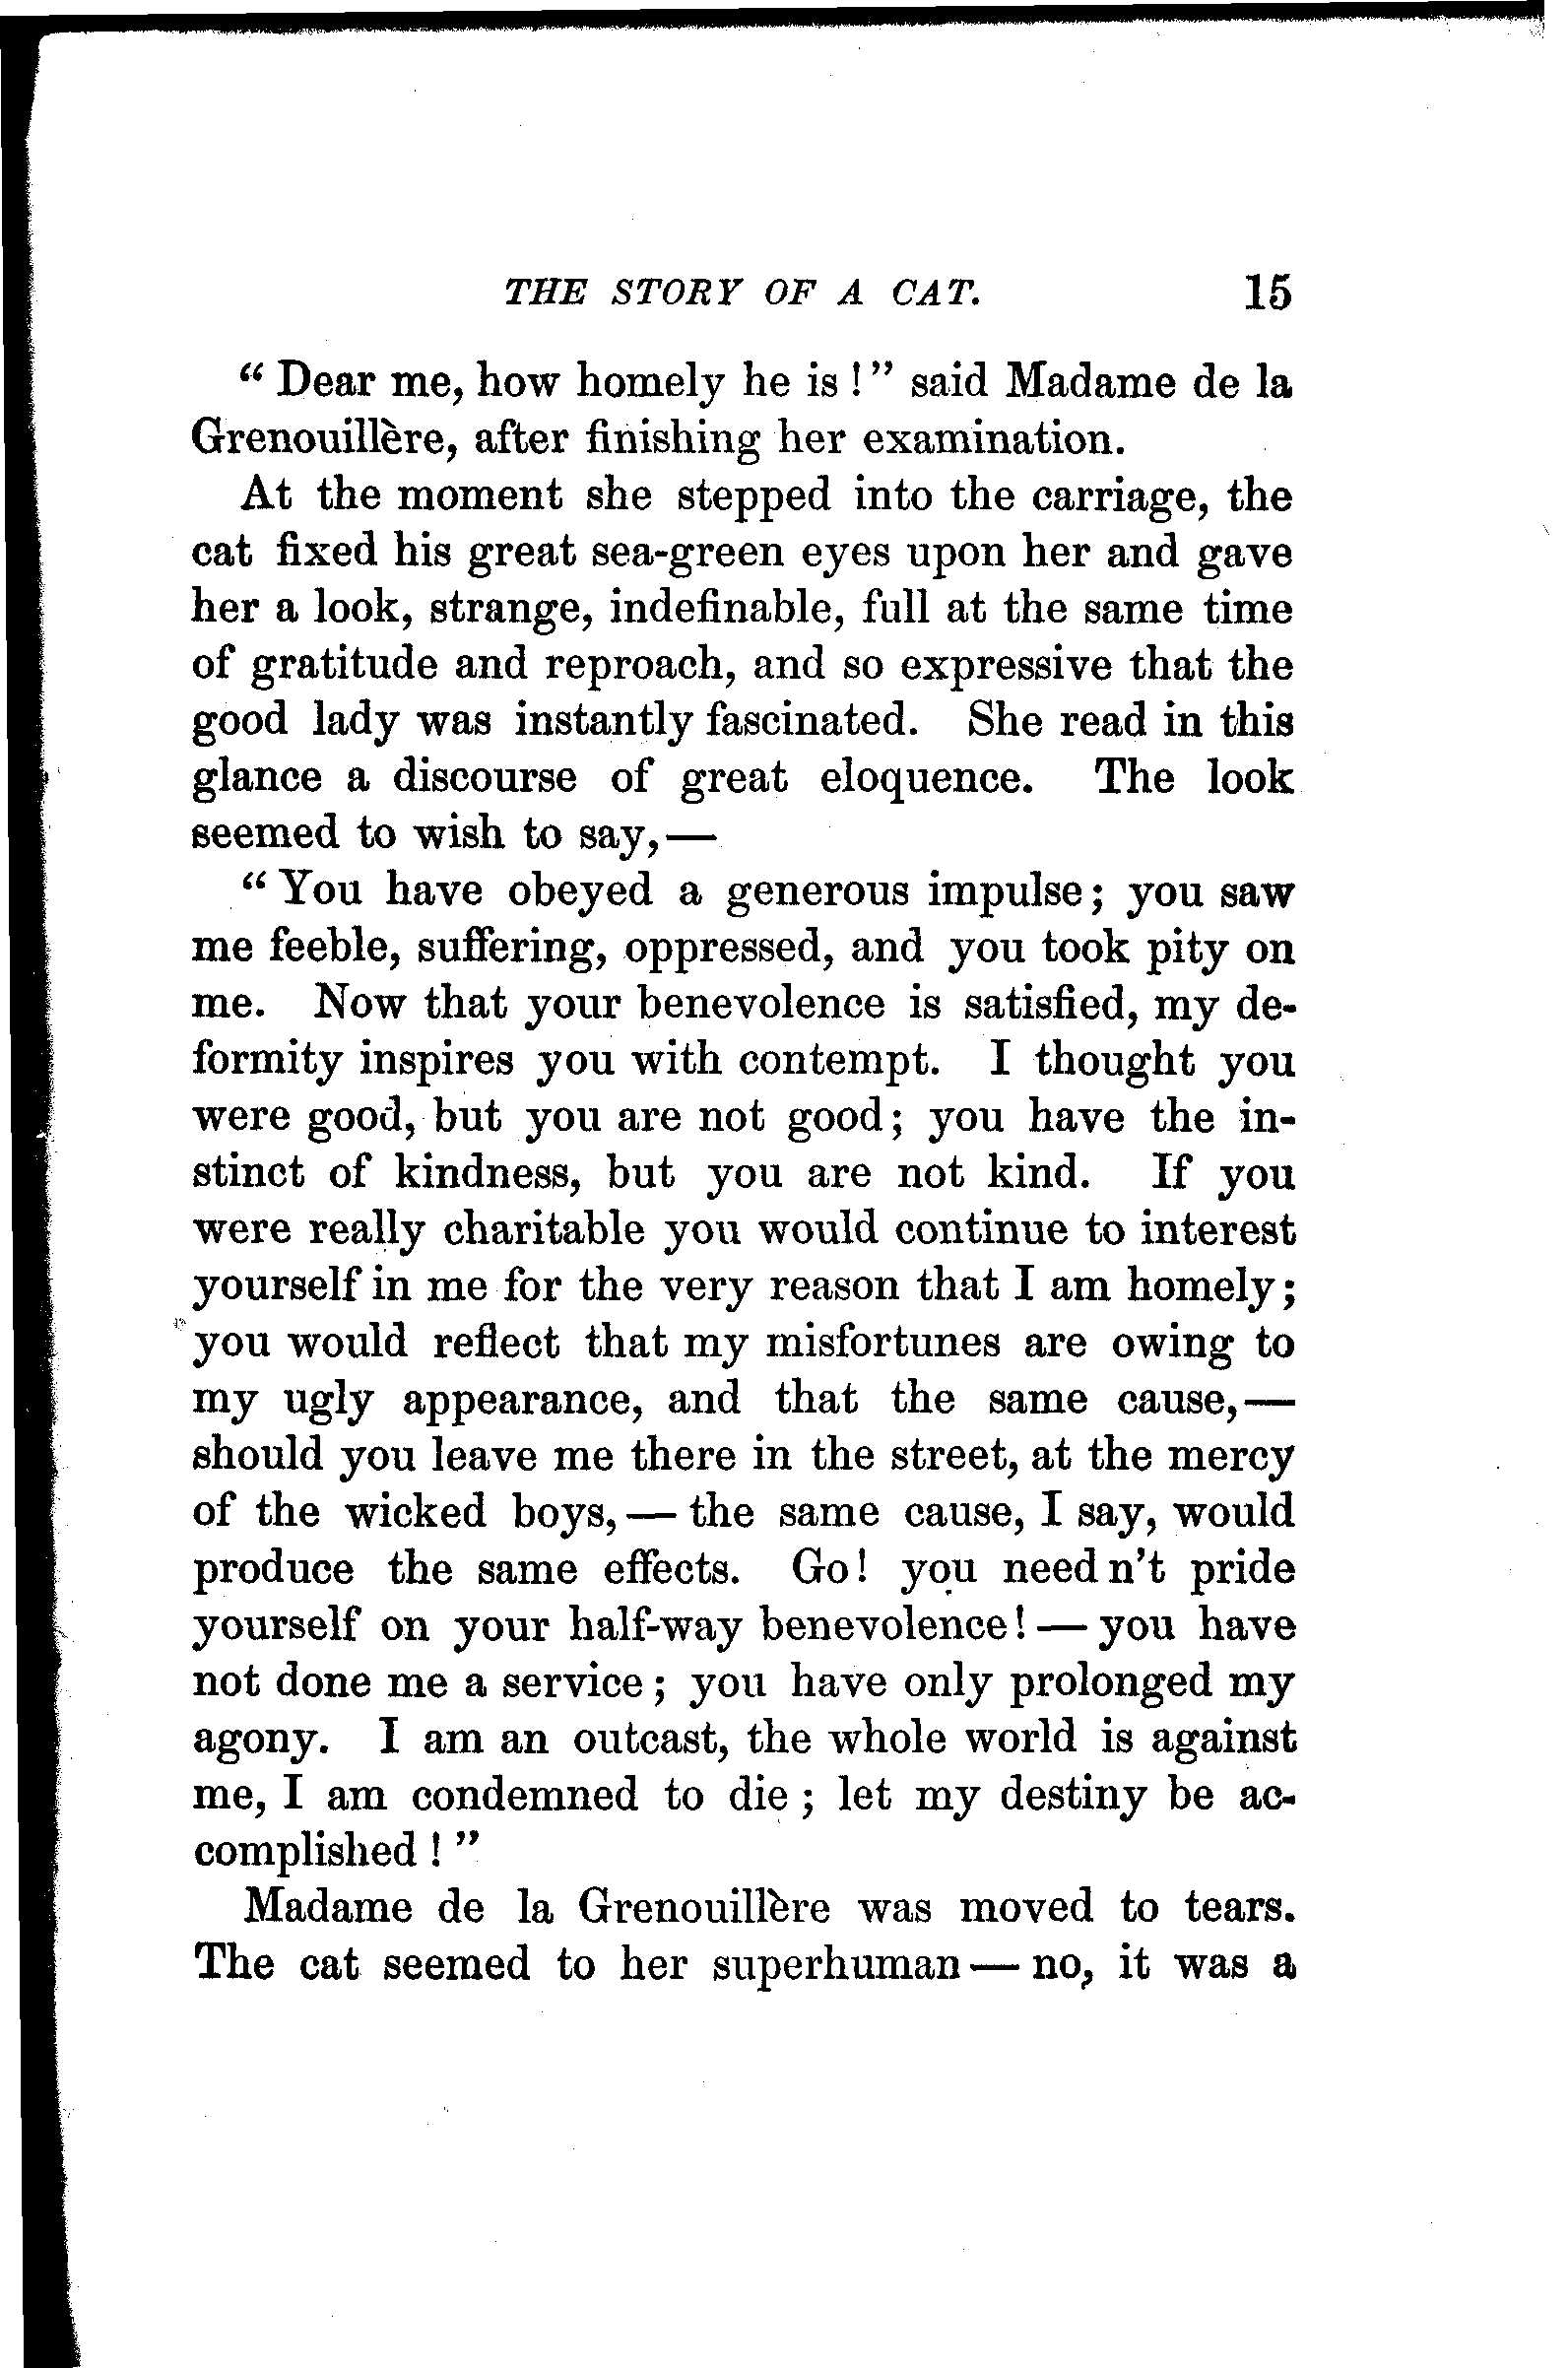 THE STORY OF A CAT. 15
“Dear me, how homely he is!” said Madame de la
Grenouillère, after finishing her examination.
At the moment she stepped into the carriage, the
cat fixed his great sea-green eyes upon her and gave
her a look, strange, indefinable, full at the same time
of gratitude and reproach, and so expressive that the
good lady was instantly fascinated. She read in this
glance a discourse of great eloquence. The look
seemed to wish to say,—
“You have obeyed a generous impulse; you saw
me feeble, suffering, oppressed, and you took pity on
me. Now that your benevolence is satisfied, my de-
formity inspires you with contempt. I thought you
were good, but you are not good; you have the in-
stinct of kindness, but you are not kind. If you
were really charitable you would continue to interest
yourself in me for the very reason that I am homely;
you would reflect that my misfortunes are owing to
my ugly appearance, and that the same cause,—
should you leave me there in the street, at the mercy
of the wicked boys,— the same cause, I say, would
produce the same effects. Go! you need n't pride
yourself on your half-way benevolence!— you have
not done me a service; you have only prolonged my
agony. I am an outcast, the whole world is against
me, I am condemned to die; let my destiny be ac-
complished!”
Madame de la Grenouillère was moved to tears.
The cat seemed to her superhuman— no, it was a